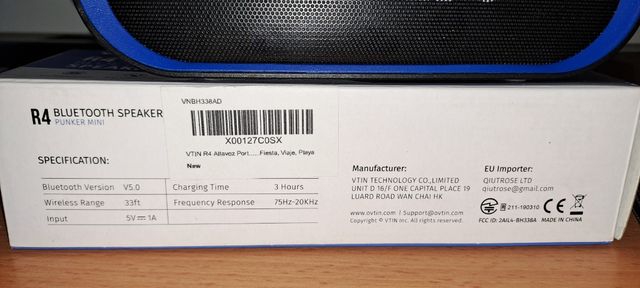 R4 BLUETOOTH SPEAKER
PUNKER MINI
VNBH338AD
X00127C0SX
VTIN R4 Altavoz Port......Fiesta, Viaje, Playa
New
SPECIFICATION:
Bluetooth Version V5.0 Charging Time 3 Hours
Wireless Range 33ft Frequency Response 75Hz-20KHz
Input 5V⎓1A
Manufacturer:
VTIN TECHNOLOGY CO.,LIMITED
UNIT D 16/F ONE CAPITAL PLACE 19
LUARD ROAD WAN CHAI HK
www.ovtin.com | Support@ovtin.com
Copyright © VTIN Inc. All rights reserved.
EU Importer:
QIUTROSE LTD
qiutrose@gmail.com
R 211-190310 CE
FCC ID: 2AIL4-BH338A MADE IN CHINA